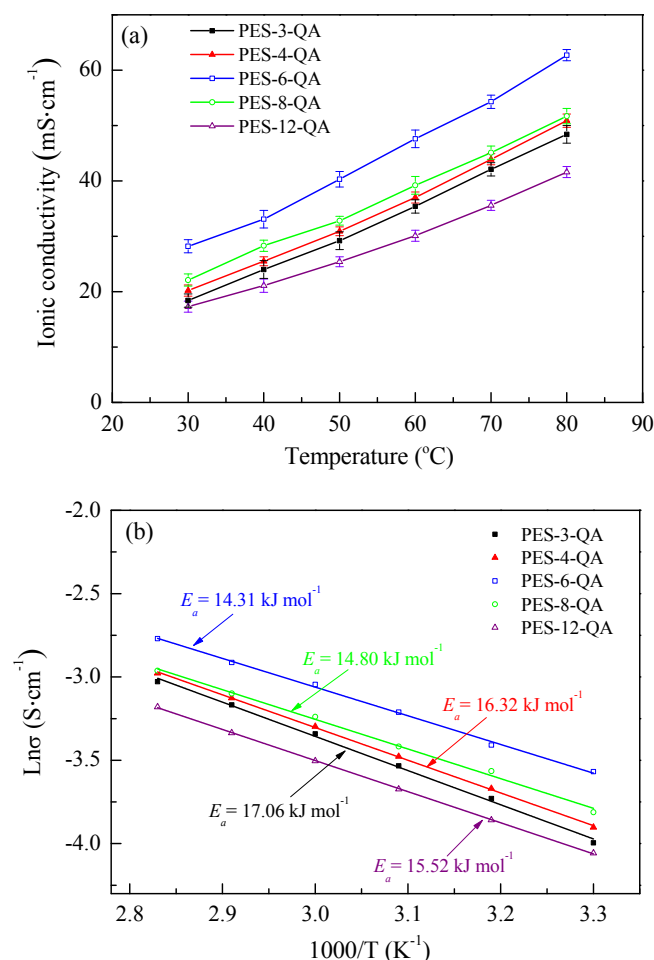 (a)
PES-3-QA
PES-4-QA
PES-6-QA
PES-8-QA
PES-12-QA
Ionic conductivity (mS·cm⁻¹)
60
40
20
0
20 30 40 50 60 70 80 90
Temperature (°C)
(b)
PES-3-QA
PES-4-QA
PES-6-QA
PES-8-QA
PES-12-QA
Eₐ = 14.31 kJ mol⁻¹
Eₐ = 14.80 kJ mol⁻¹
Eₐ = 16.32 kJ mol⁻¹
Eₐ = 17.06 kJ mol⁻¹
Eₐ = 15.52 kJ mol⁻¹
Lnσ (S·cm⁻¹)
-2.0
-2.5
-3.0
-3.5
-4.0
2.8 2.9 3.0 3.1 3.2 3.3
1000/T (K⁻¹)